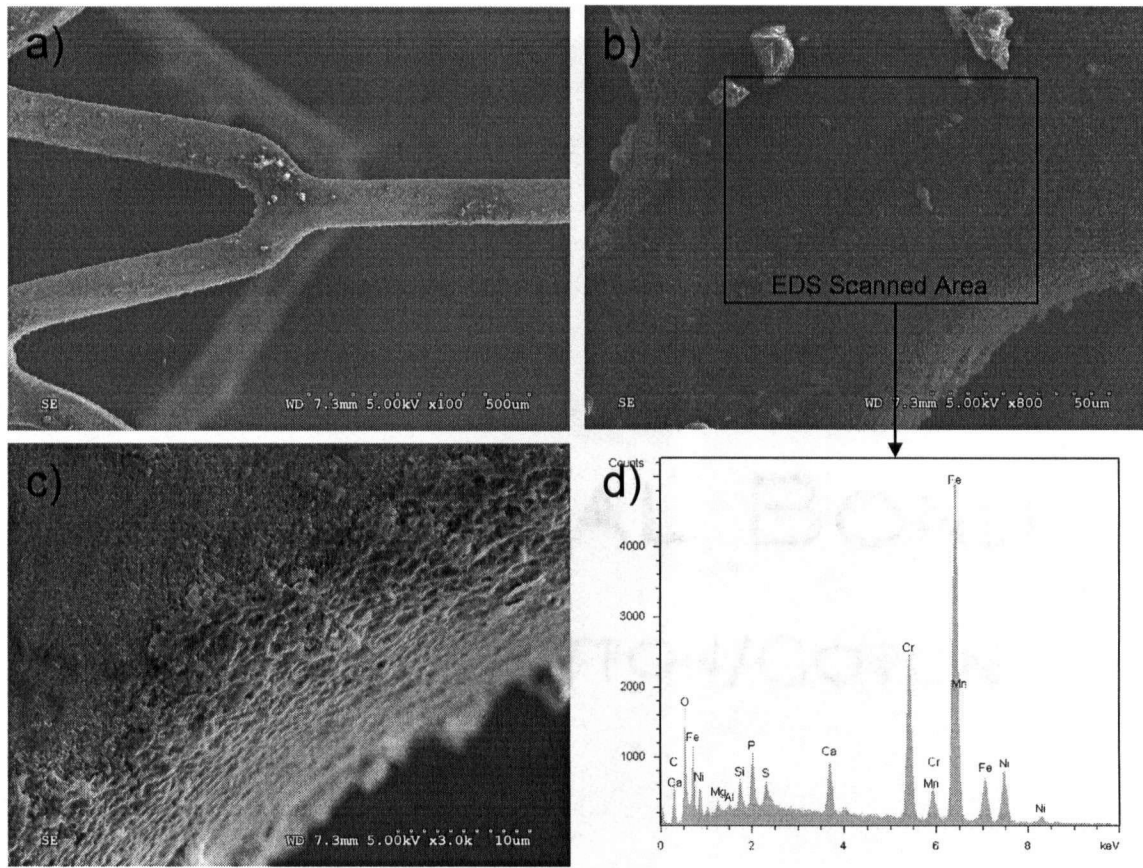 a)
SE WD 7.3mm 5.00kV x100 500um
b)
EDS Scanned Area
SE WD 7.3mm 5.00kV x800 50um
c)
SE WD 7.3mm 5.00kV x3.0k 10um
d)
Counts
4000
3000
2000
1000
Fe
Mn
Cr
O
Fe
P
Ca
Cr
C
Ca
Ni
Mg
Al
Si
S
Mn
Fe
Ni
Ni
0 2 4 6 8 keV